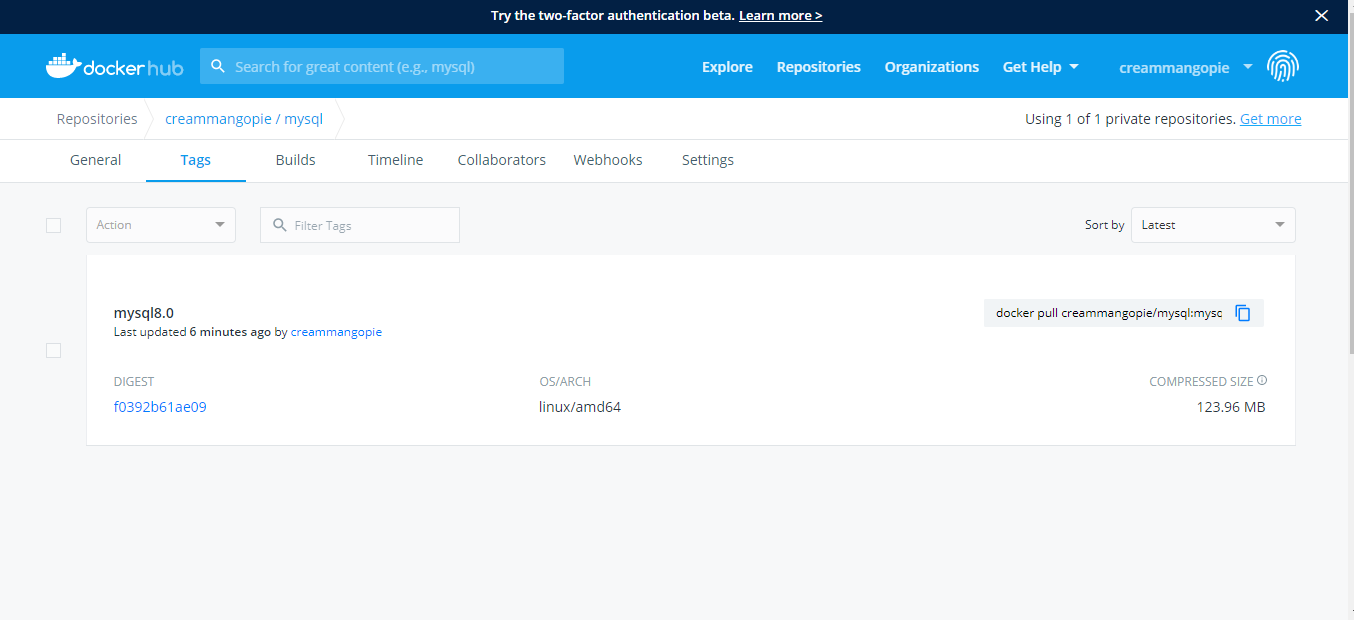 Try the two-factor authentication beta. Learn more >
dockerhub Search for great content (e.g., mysql) Explore Repositories Organizations Get Help creammangopie
Repositories creammangopie / mysql Using 1 of 1 private repositories. Get more
General Tags Builds Timeline Collaborators Webhooks Settings
Action Filter Tags Sort by Latest
mysql8.0 docker pull creammangopie/mysql:mysc
Last updated 6 minutes ago by creammangopie
DIGEST OS/ARCH COMPRESSED SIZE
f0392b61ae09 linux/amd64 123.96 MB